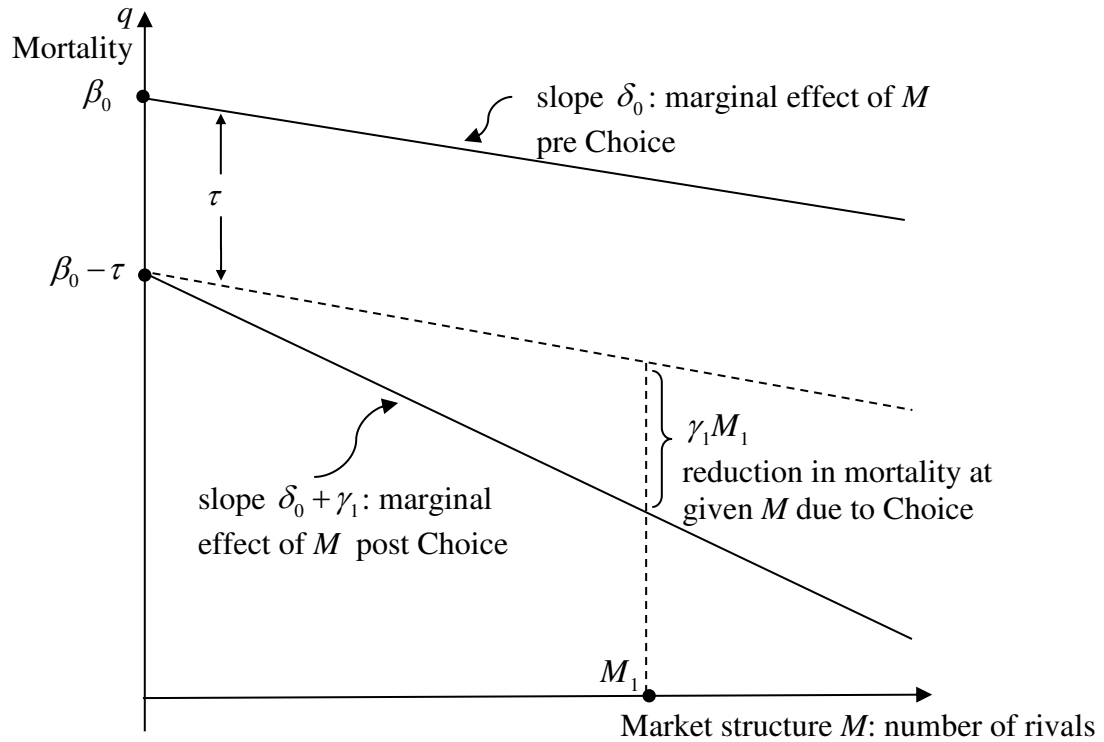 q
Mortality
β₀
slope δ₀: marginal effect of M
pre Choice
τ
β₀ − τ
γ₁M₁
reduction in mortality at
given M due to Choice
slope δ₀ + γ₁: marginal
effect of M post Choice
M₁
Market structure M: number of rivals